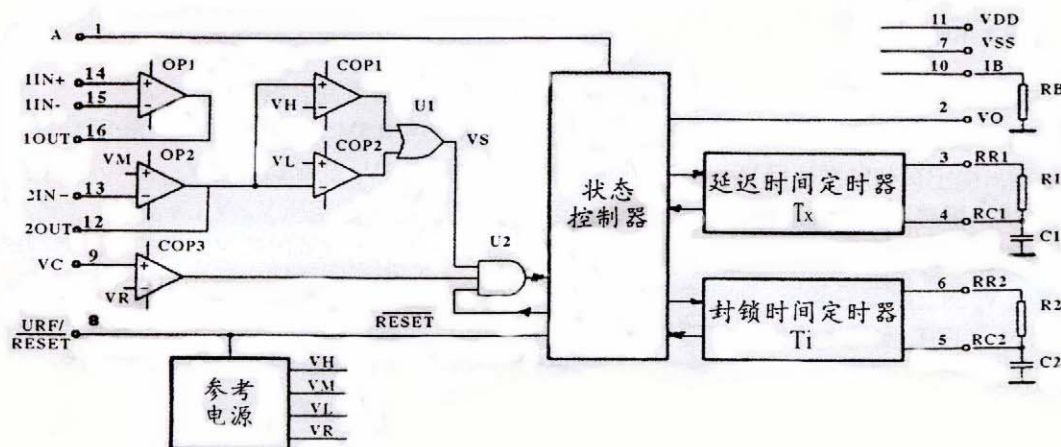 A 1
1IN+ 14
1IN- 15
1OUT 16
OP1
+
−
VM
2IN− 13
2OUT 12
OP2
+
−
VC 9
VR
COP3
+
−
URF/
RESET
8
COP1
+
VH −
COP2
VL +
−
U1
VS
U2
RESET
参考
电源
VH
VM
VL
VR
状态
控制器
延迟时间定时器
Tx
封锁时间定时器
Ti
11 VDD
7 VSS
10 IB
RB
2 VO
3 RR1
R1
4 RC1
C1
6 RR2
R2
5 RC2
C2